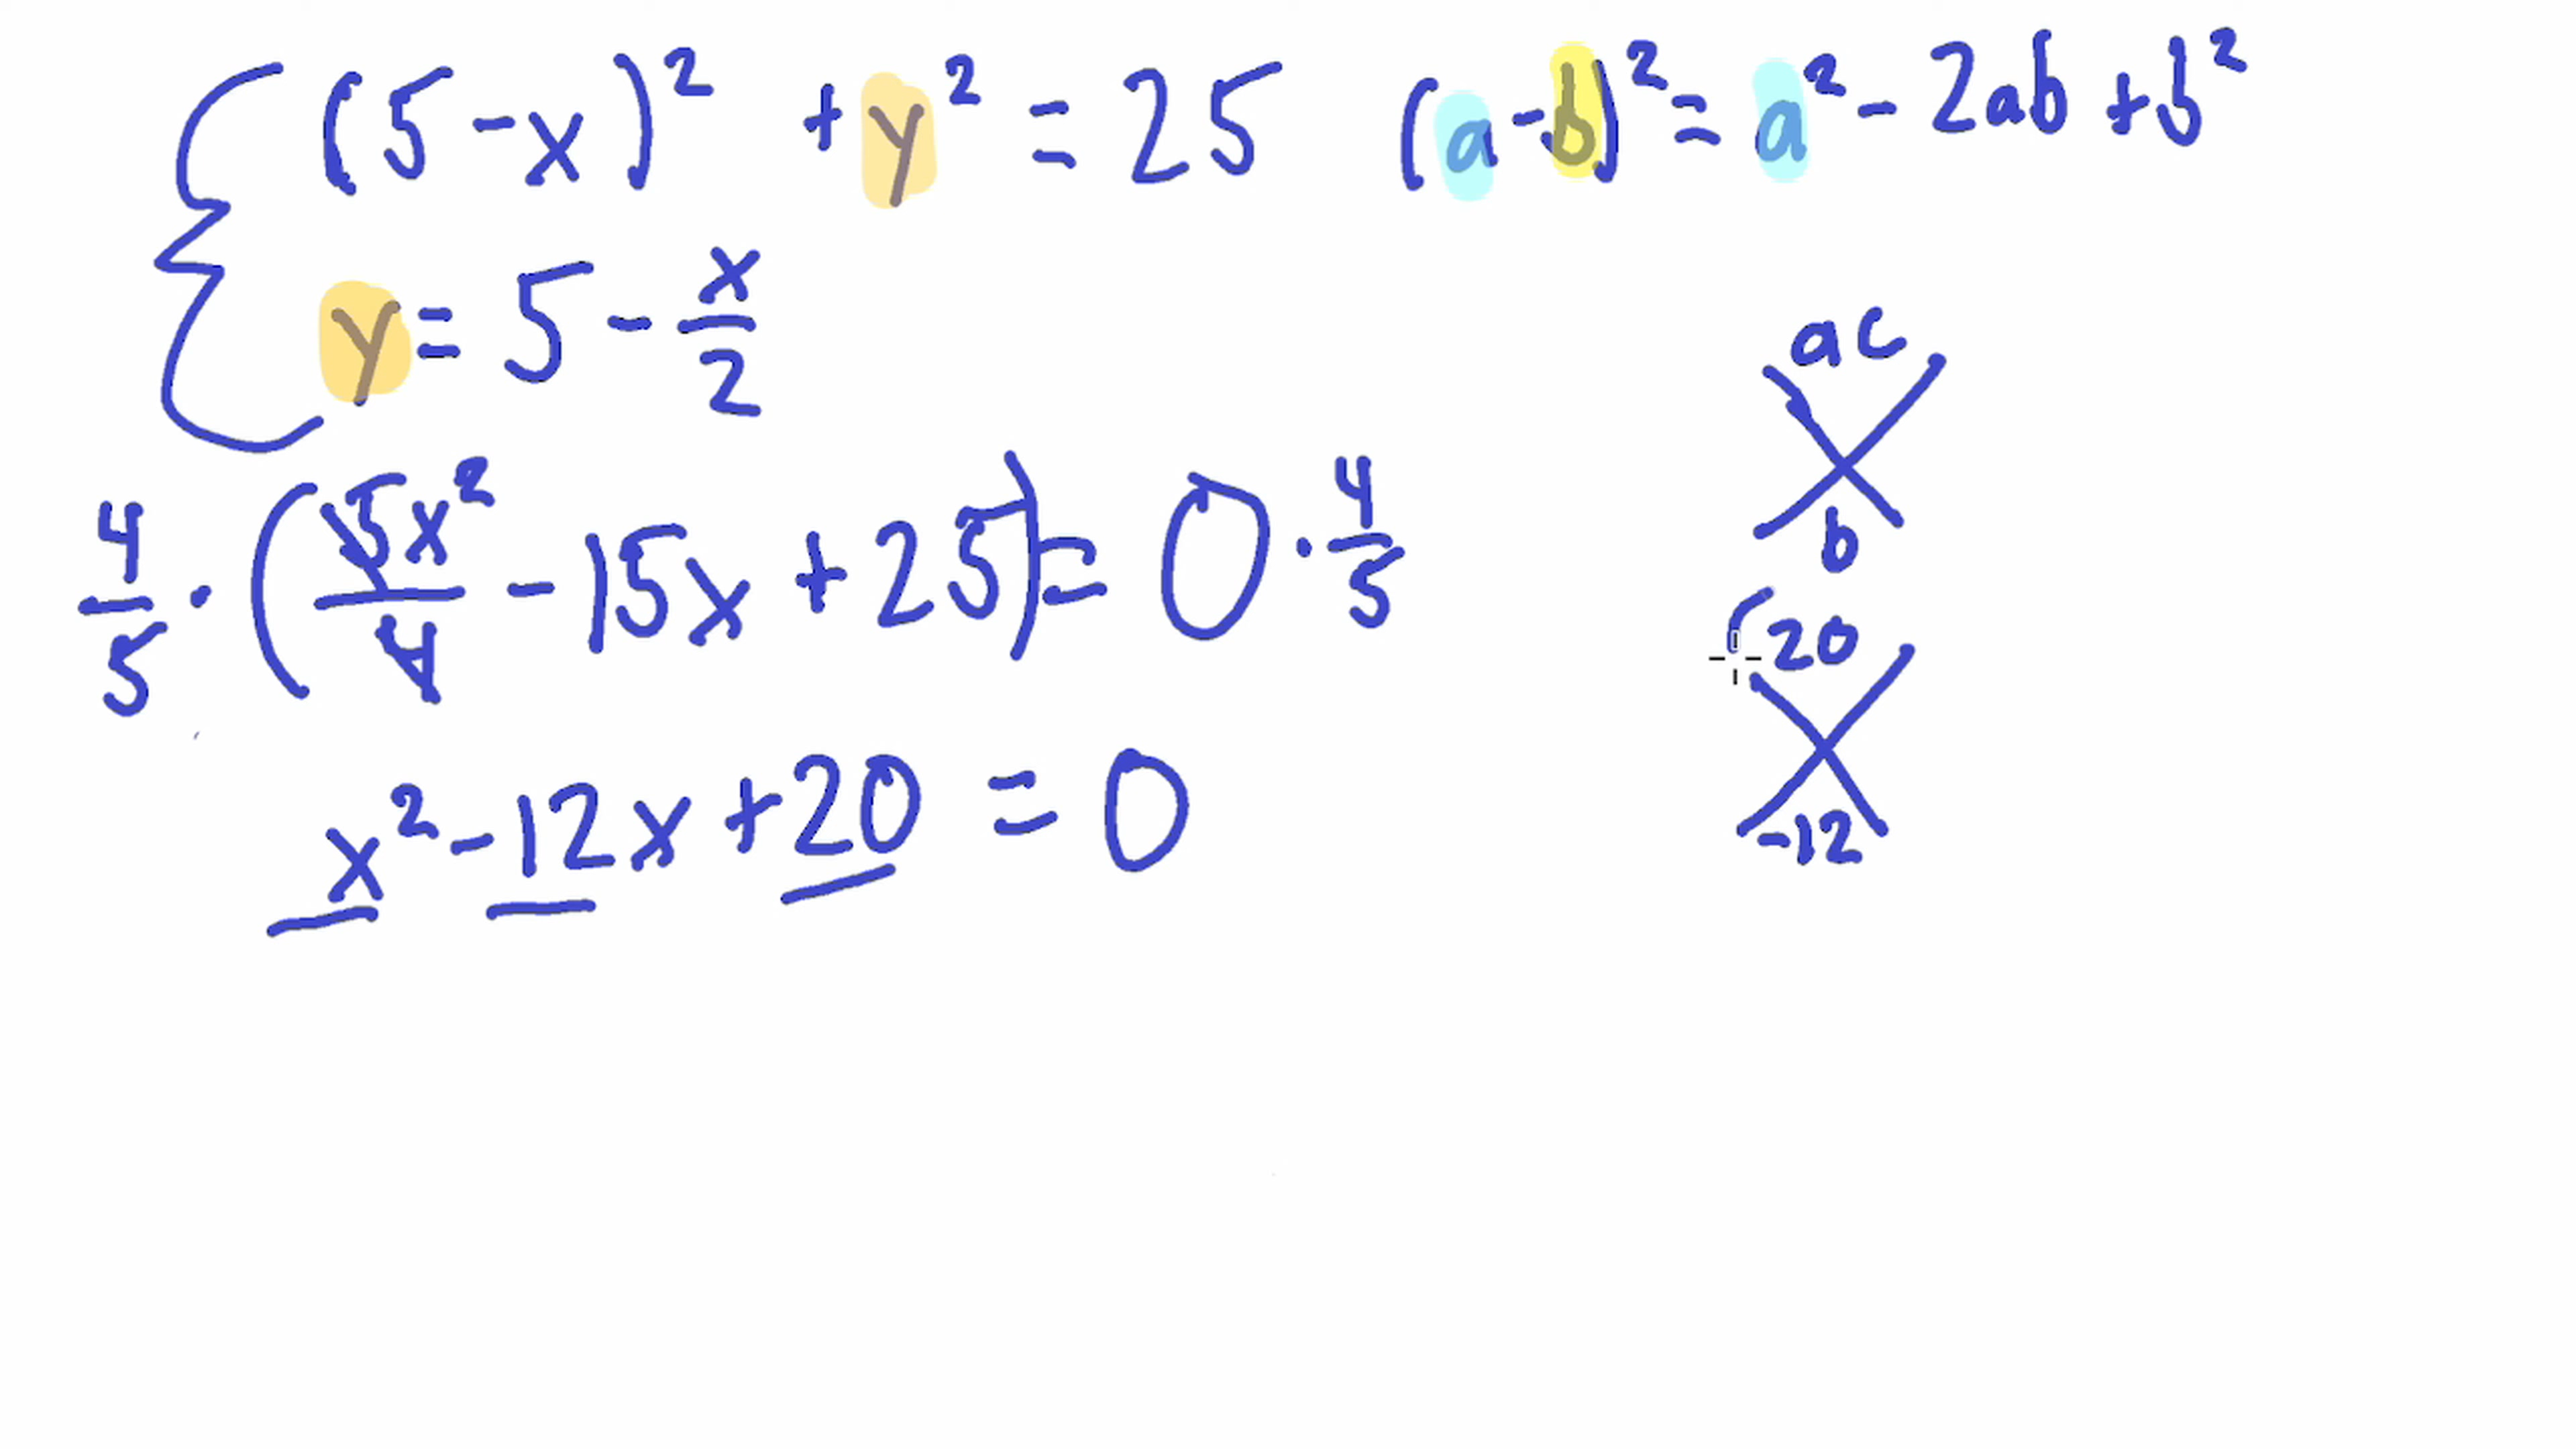 (5-x)² + y² = 25
(a-b)² = a² - 2ab + b²
y = 5 - x/2
ac
b
4/5 · (5x²/4 - 15x + 25) = 0 · 4/5
20
-12
x² - 12x + 20 = 0